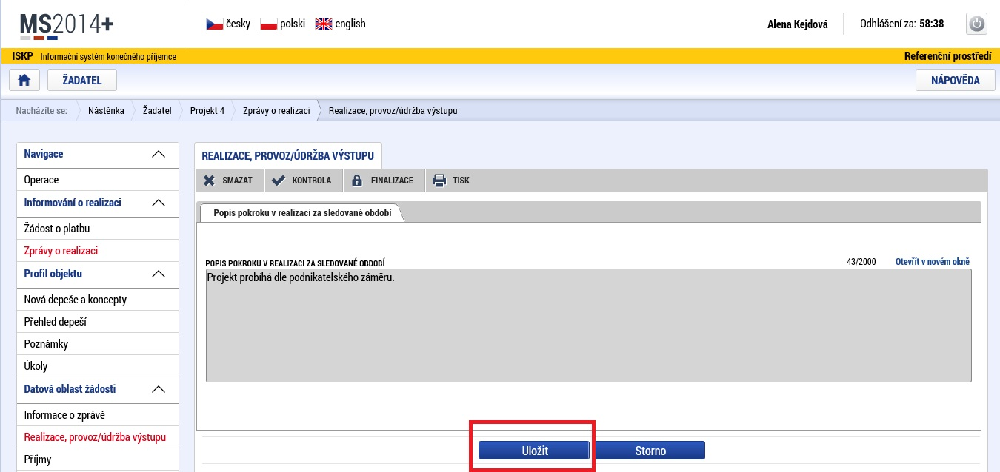 MS2014+
česky polski english
Alena Kejdová Odhlášení za: 58:38
ISKP Informační systém konečného příjemce Referenční prostředí
ŽADATEL NÁPOVĚDA
Nacházíte se: Nástěnka Žadatel Projekt 4 Zprávy o realizaci Realizace, provoz/údržba výstupu
Navigace
Operace
Informování o realizaci
Žádost o platbu
Zprávy o realizaci
Profil objektu
Nová depeše a koncepty
Přehled depeší
Poznámky
Úkoly
Datová oblast žádosti
Informace o zprávě
Realizace, provoz/údržba výstupu
Příjmy
REALIZACE, PROVOZ/ÚDRŽBA VÝSTUPU
SMAZAT KONTROLA FINALIZACE TISK
Popis pokroku v realizaci za sledované období
POPIS POKROKU V REALIZACI ZA SLEDOVANÉ OBDOBÍ 43/2000 Otevřít v novém okně
Projekt probíhá dle podnikatelského záměru.
Uložit Storno